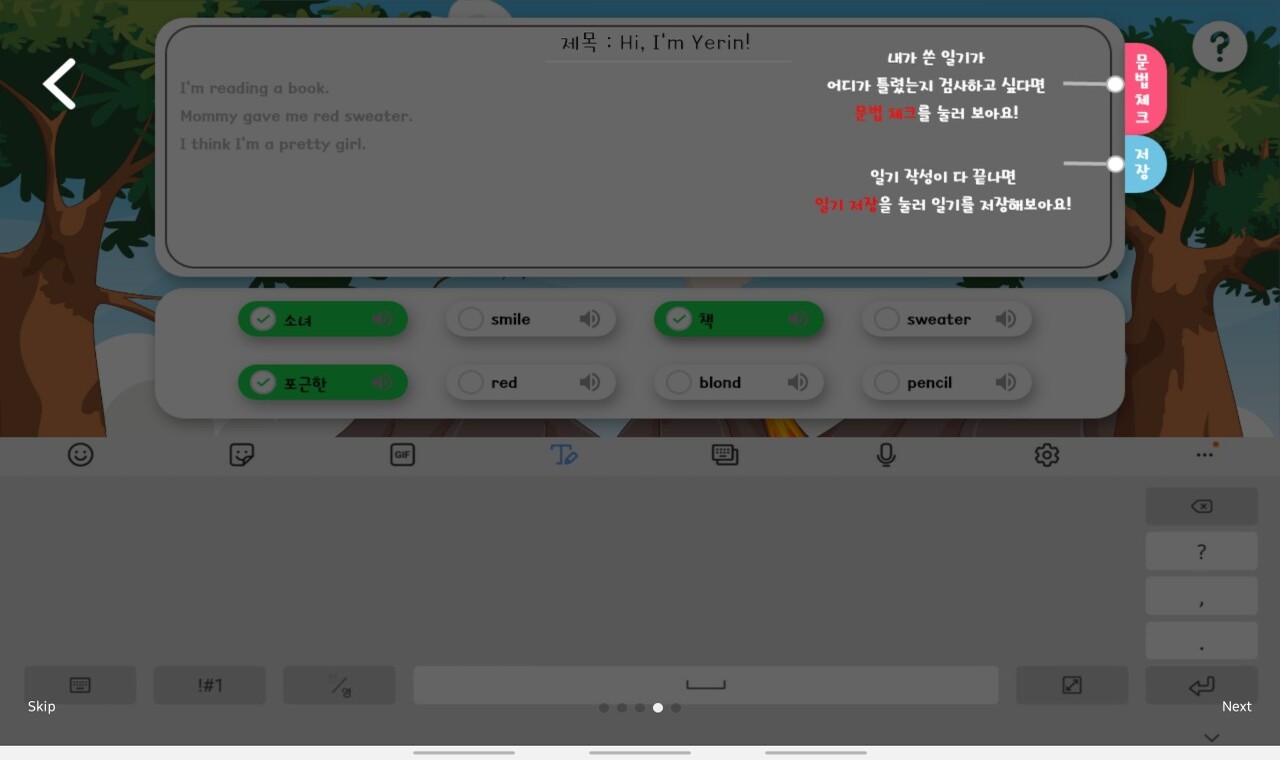 제목 : Hi, I'm Yerin!
I'm reading a book.
Mommy gave me red sweater.
I think I'm a pretty girl.
내가 쓴 일기가
어디가 틀렸는지 검사하고 싶다면
문법 체크를 눌러 보아요!
일기 작성이 다 끝나면
일기 저장을 눌러 일기를 저장해보아요!
문법체크
저장
?
소녀
smile
책
sweater
포근한
red
blond
pencil
GIF
?
,
.
!#1
영
Skip
Next